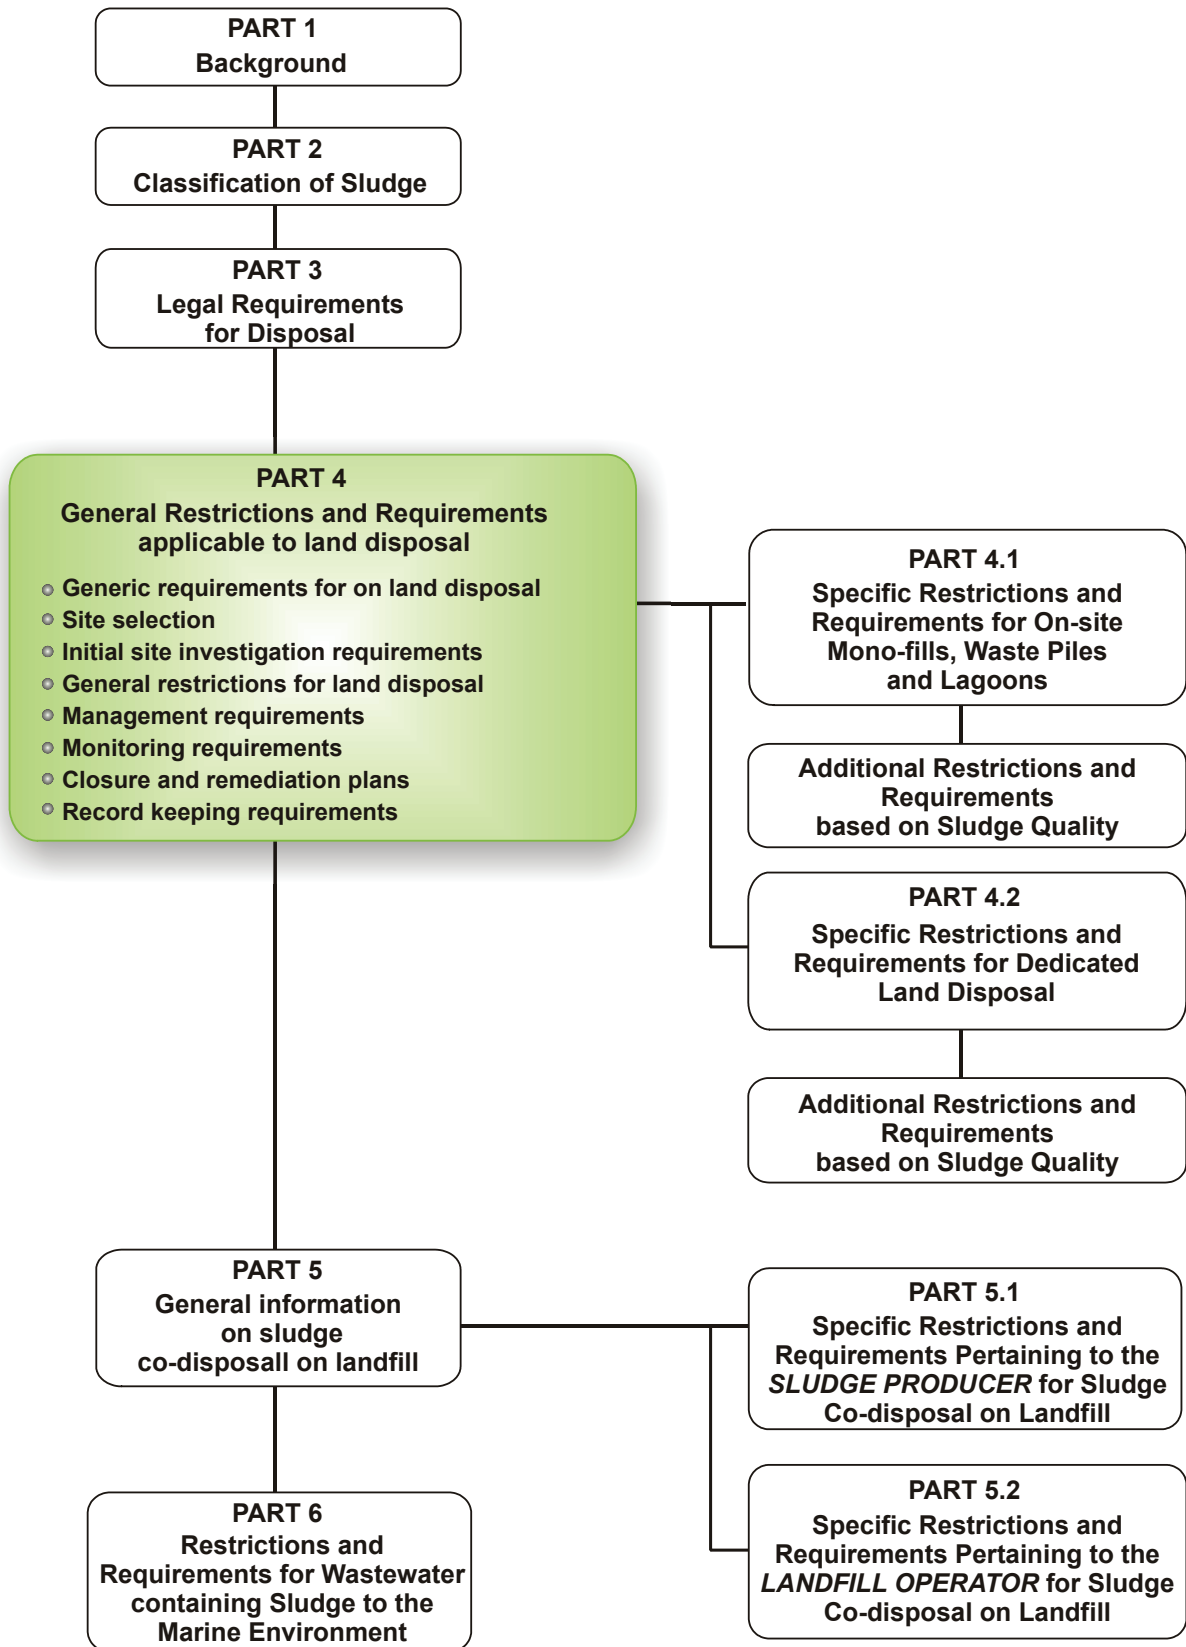 PART 1
Background
PART 2
Classification of Sludge
PART 3
Legal Requirements
for Disposal
PART 4
General Restrictions and Requirements
applicable to land disposal
Generic requirements for on land disposal
Site selection
Initial site investigation requirements
General restrictions for land disposal
Management requirements
Monitoring requirements
Closure and remediation plans
Record keeping requirements
PART 4.1
Specific Restrictions and
Requirements for On-site
Mono-fills, Waste Piles
and Lagoons
Additional Restrictions and
Requirements
based on Sludge Quality
PART 4.2
Specific Restrictions and
Requirements for Dedicated
Land Disposal
Additional Restrictions and
Requirements
based on Sludge Quality
PART 5
General information
on sludge
co-disposall on landfill
PART 5.1
Specific Restrictions and
Requirements Pertaining to the
SLUDGE PRODUCER for Sludge
Co-disposal on Landfill
PART 5.2
Specific Restrictions and
Requirements Pertaining to the
LANDFILL OPERATOR for Sludge
Co-disposal on Landfill
PART 6
Restrictions and
Requirements for Wastewater
containing Sludge to the
Marine Environment